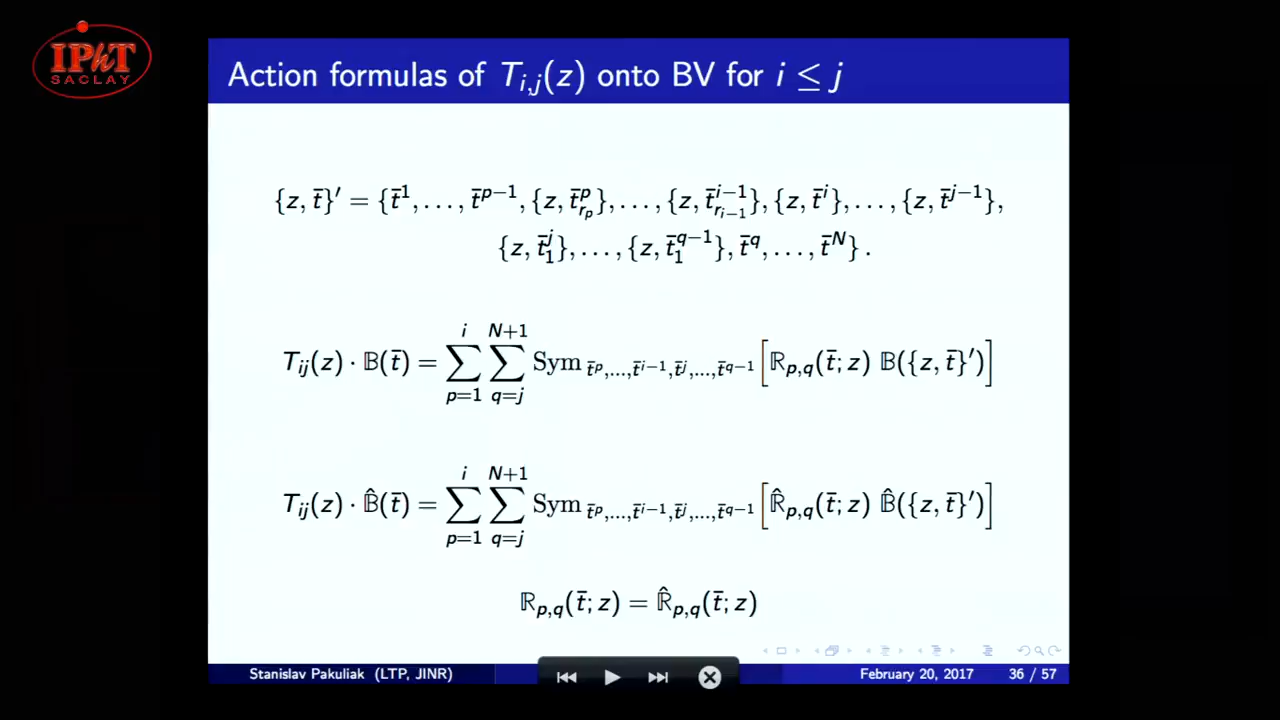 IPhT
SACLAY
Action formulas of T_{i,j}(z) onto BV for i ≤ j
{z, t̄}′ = {t̄^1, …, t̄^{p−1}, {z, t̄^p_{r_p}}, …, {z, t̄^{i−1}_{r_{i−1}}}, {z, t̄^i}, …, {z, t̄^{j−1}},
{z, t̄^j_1}, …, {z, t̄^{q−1}_1}, t̄^q, …, t̄^N} .
T_{ij}(z) · 𝔹(t̄) = ∑_{p=1}^{i} ∑_{q=j}^{N+1} Sym_{t̄^p,…,t̄^{i−1},t̄^j,…,t̄^{q−1}} [ℝ_{p,q}(t̄; z) 𝔹({z, t̄}′)]
T_{ij}(z) · 𝔹̂(t̄) = ∑_{p=1}^{i} ∑_{q=j}^{N+1} Sym_{t̄^p,…,t̄^{i−1},t̄^j,…,t̄^{q−1}} [ℝ̂_{p,q}(t̄; z) 𝔹̂({z, t̄}′)]
ℝ_{p,q}(t̄; z) = ℝ̂_{p,q}(t̄; z)
Stanislav Pakuliak (LTP, JINR) February 20, 2017 36 / 57